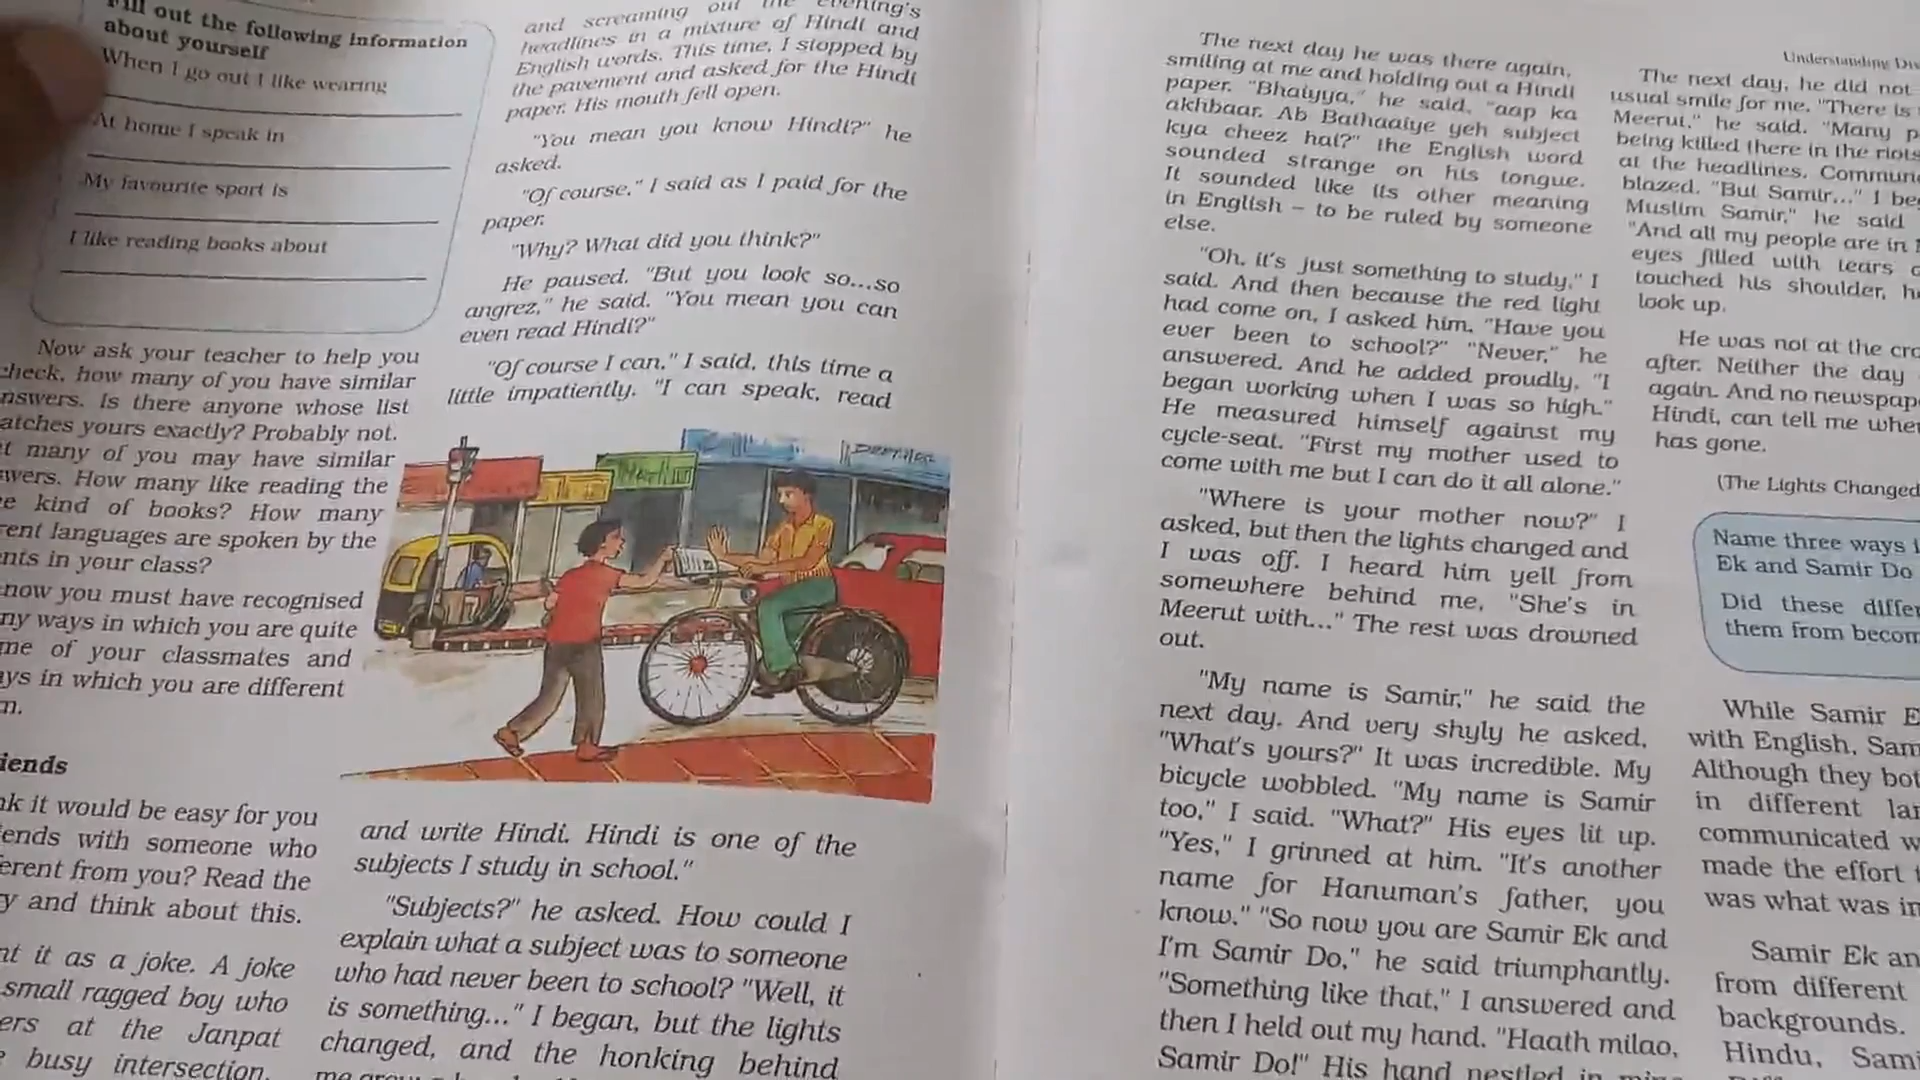 Fill out the following information
about yourself
When I go out I like wearing
At home I speak in
My favourite sport is
I like reading books about
Now ask your teacher to help you
check, how many of you have similar
answers. Is there anyone whose list
matches yours exactly? Probably not.
many of you may have similar
How many like reading the
kind of books? How many
languages are spoken by the
in your class?
now you must have recognised
ways in which you are quite
of your classmates and
in which you are different
it would be easy for you
with someone who
from you? Read the
and think about this.
it as a joke. A joke
small ragged boy who
at the Janpat
busy intersection.
and screaming out the evening's
headlines in a mixture of Hindi and
English words. This time, I stopped by
the pavement and asked for the Hindi
paper. His mouth fell open.
"You mean you know Hindi?" he
asked.
"Of course," I said as I paid for the
paper.
"Why? What did you think?"
He paused. "But you look so...so
angrez," he said. "You mean you can
even read Hindi?"
"Of course I can," I said, this time a
little impatiently. "I can speak, read
and write Hindi. Hindi is one of the
subjects I study in school."
"Subjects?" he asked. How could I
explain what a subject was to someone
who had never been to school? "Well, it
is something..." I began, but the lights
changed, and the honking behind
The next day he was there again,
smiling at me and holding out a Hindi
paper. "Bhaiyya," he said, "aap ka
akhbaar. Ab Bathaaiye yeh subject
kya cheez hai?" the English word
sounded strange on his tongue.
It sounded like its other meaning
in English – to be ruled by someone
else.
"Oh, it's just something to study," I
said. And then because the red light
had come on, I asked him, "Have you
ever been to school?" "Never," he
answered. And he added proudly, "I
began working when I was so high."
He measured himself against my
cycle-seat. "First my mother used to
come with me but I can do it all alone."
"Where is your mother now?" I
asked, but then the lights changed and
I was off. I heard him yell from
somewhere behind me, "She's in
Meerut with..." The rest was drowned
out.
"My name is Samir," he said the
next day. And very shyly he asked,
"What's yours?" It was incredible. My
bicycle wobbled. "My name is Samir
too," I said. "What?" His eyes lit up.
"Yes," I grinned at him. "It's another
name for Hanuman's father, you
know." "So now you are Samir Ek and
I'm Samir Do," he said triumphantly.
"Something like that," I answered and
then I held out my hand. "Haath milao,
Samir Do!" His hand nestled in
Understanding
The next day, he did not
usual smile for me. "There is
Meerut," he said. "Many
being killed there in the riots
at the headlines.
blazed. "But Samir..." I
Muslim Samir," he said
"And all my people are in
eyes filled with tears
touched his shoulder,
look up.
He was not at the
after. Neither the day
again. And no
Hindi, can tell me
has gone.
(The Lights Changed
Name three ways
Ek and Samir Do
Did these
them from
While Samir
with English,
Although they
in different
communicated
made the effort
was what was
Samir Ek
from different
backgrounds.
Hindu,